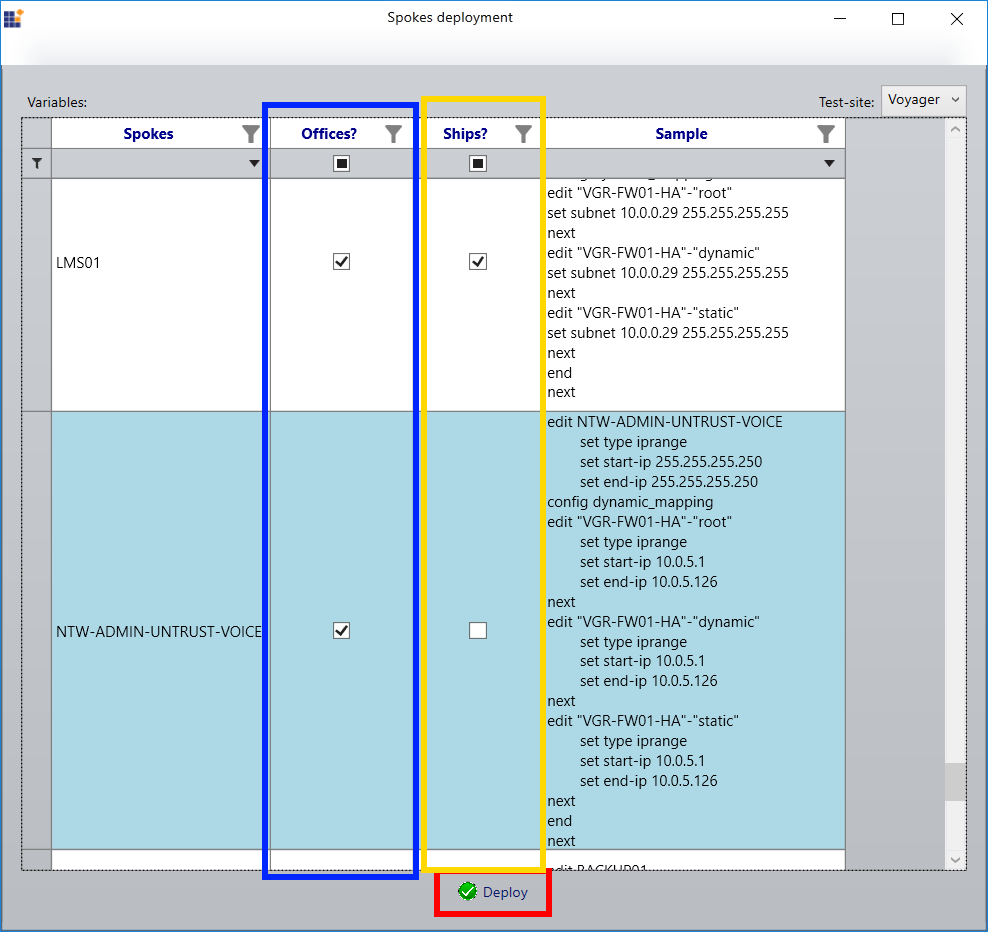 Spokes deployment
Variables:
Test-site: Voyager
Spokes Offices? Ships? Sample
edit "VGR-FW01-HA"-"root"
set subnet 10.0.0.29 255.255.255.255
next
edit "VGR-FW01-HA"-"dynamic"
LMS01
set subnet 10.0.0.29 255.255.255.255
next
edit "VGR-FW01-HA"-"static"
set subnet 10.0.0.29 255.255.255.255
next
end
next
edit NTW-ADMIN-UNTRUST-VOICE
set type iprange
set start-ip 255.255.255.250
set end-ip 255.255.255.250
config dynamic_mapping
edit "VGR-FW01-HA"-"root"
set type iprange
set start-ip 10.0.5.1
set end-ip 10.0.5.126
next
edit "VGR-FW01-HA"-"dynamic"
NTW-ADMIN-UNTRUST-VOICE
set type iprange
set start-ip 10.0.5.1
set end-ip 10.0.5.126
next
edit "VGR-FW01-HA"-"static"
set type iprange
set start-ip 10.0.5.1
set end-ip 10.0.5.126
next
end
next
edit BACKUP01
Deploy